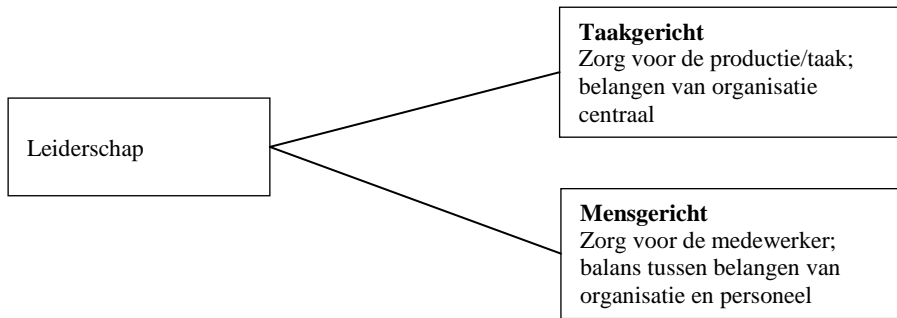 Leiderschap
Taakgericht
Zorg voor de productie/taak;
belangen van organisatie
centraal
Mensgericht
Zorg voor de medewerker;
balans tussen belangen van
organisatie en personeel